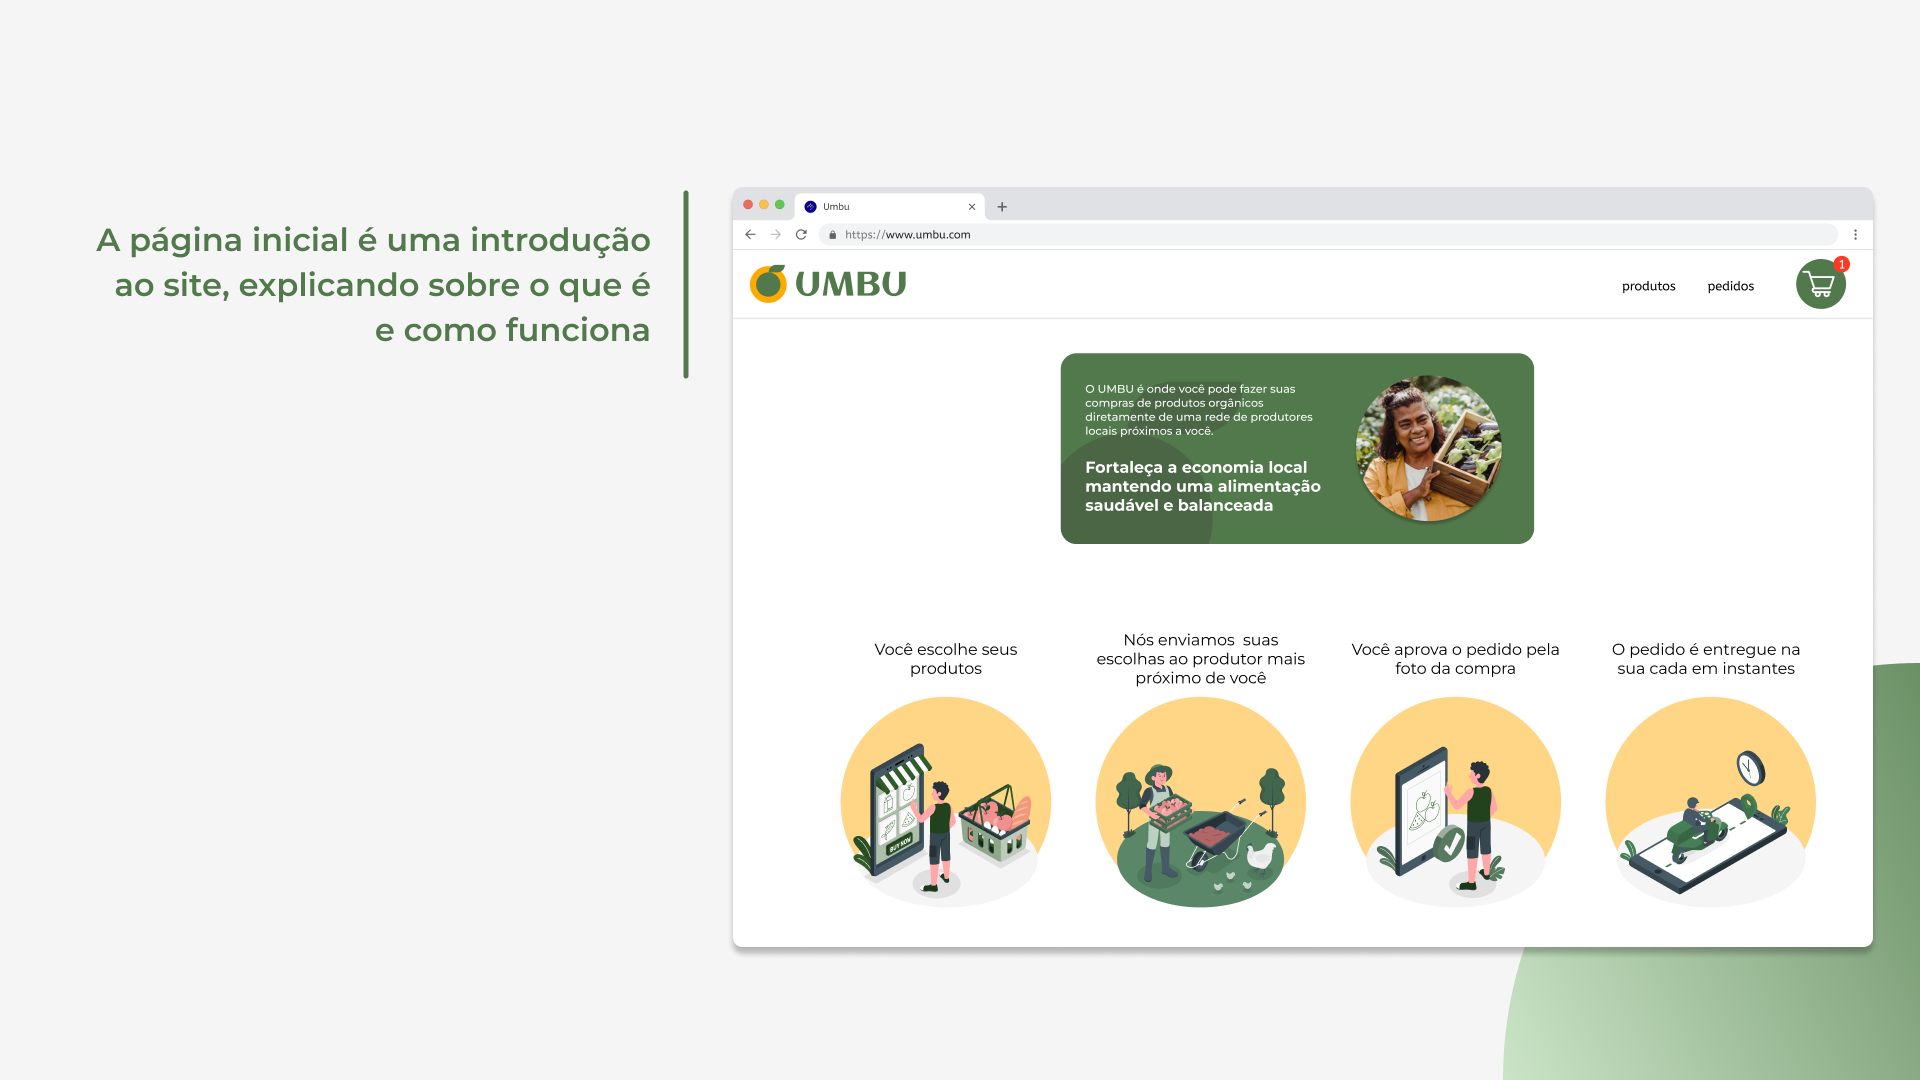 A página inicial é uma introdução
ao site, explicando sobre o que é
e como funciona
Umbu
https://www.umbu.com
UMBU
produtos
pedidos
1
O UMBU é onde você pode fazer suas
compras de produtos orgânicos
diretamente de uma rede de produtores
locais próximos a você.
Fortaleça a economia local
mantendo uma alimentação
saudável e balanceada
Você escolhe seus
produtos
Nós enviamos  suas
escolhas ao produtor mais
próximo de você
Você aprova o pedido pela
foto da compra
O pedido é entregue na
sua cada em instantes
BUY NOW